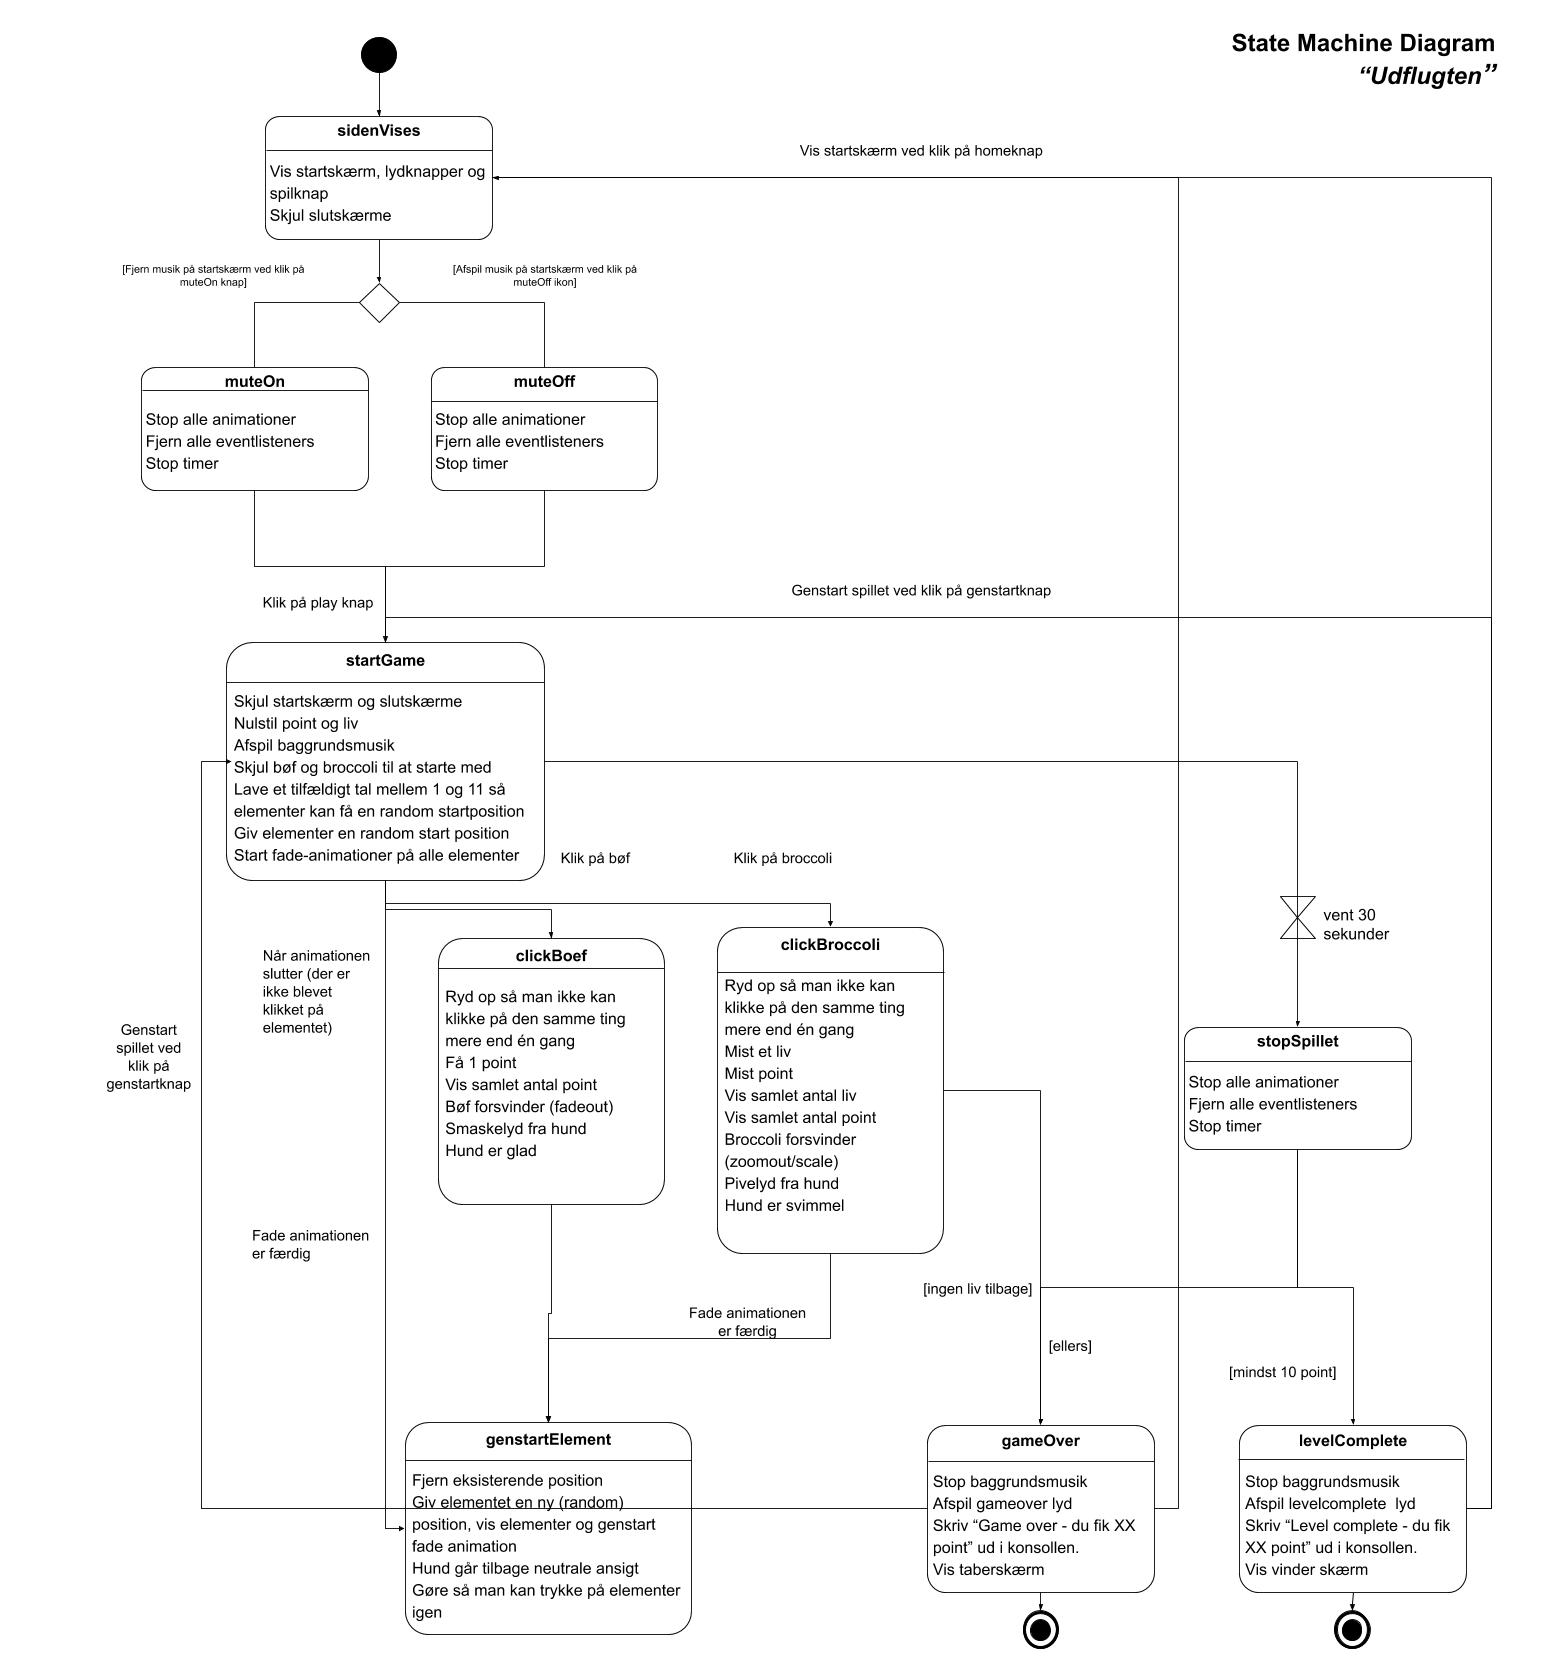 State Machine Diagram
“Udflugten”
sidenVises
Vis startskærm, lydknapper og
spilknap
Skjul slutskærme
Vis startskærm ved klik på homeknap
[Fjern musik på startskærm ved klik på
muteOn knap]
[Afspil musik på startskærm ved klik på
muteOff ikon]
muteOn
Stop alle animationer
Fjern alle eventlisteners
Stop timer
muteOff
Stop alle animationer
Fjern alle eventlisteners
Stop timer
Klik på play knap
Genstart spillet ved klik på genstartknap
startGame
Skjul startskærm og slutskærme
Nulstil point og liv
Afspil baggrundsmusik
Skjul bøf og broccoli til at starte med
Lave et tilfældigt tal mellem 1 og 11 så
elementer kan få en random startposition
Giv elementer en random start position
Start fade-animationer på alle elementer
Klik på bøf
Klik på broccoli
vent 30
sekunder
Når animationen
slutter (der er
ikke blevet
klikket på
elementet)
Genstart
spillet ved
klik på
genstartknap
clickBoef
Ryd op så man ikke kan
klikke på den samme ting
mere end én gang
Få 1 point
Vis samlet antal point
Bøf forsvinder (fadeout)
Smaskelyd fra hund
Hund er glad
clickBroccoli
Ryd op så man ikke kan
klikke på den samme ting
mere end én gang
Mist et liv
Mist point
Vis samlet antal liv
Vis samlet antal point
Broccoli forsvinder
(zoomout/scale)
Pivelyd fra hund
Hund er svimmel
stopSpillet
Stop alle animationer
Fjern alle eventlisteners
Stop timer
Fade animationen
er færdig
Fade animationen
er færdig
[ingen liv tilbage]
[ellers]
[mindst 10 point]
genstartElement
Fjern eksisterende position
Giv elementet en ny (random)
position, vis elementer og genstart
fade animation
Hund går tilbage neutrale ansigt
Gøre så man kan trykke på elementer
igen
gameOver
Stop baggrundsmusik
Afspil gameover lyd
Skriv “Game over - du fik XX
point” ud i konsollen.
Vis taberskærm
levelComplete
Stop baggrundsmusik
Afspil levelcomplete  lyd
Skriv “Level complete - du fik
XX point” ud i konsollen.
Vis vinder skærm